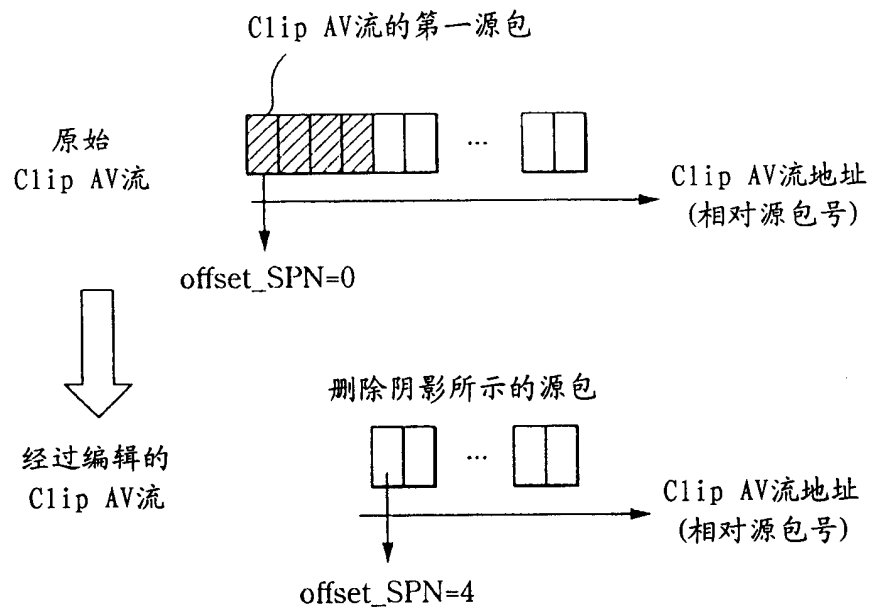 Clip AV流的第一源包
原始
Clip AV流
...
Clip AV流地址
(相对源包号)
offset_SPN=0
删除阴影所示的源包
经过编辑的
Clip AV流
...
Clip AV流地址
(相对源包号)
offset_SPN=4